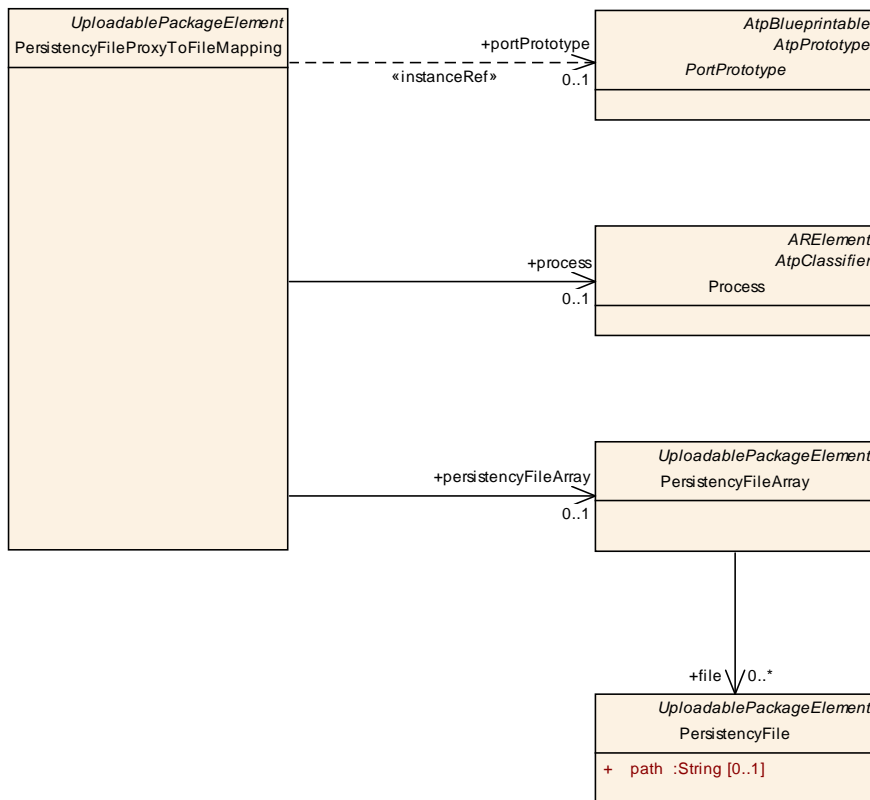 UploadablePackageElement
PersistencyFileProxyToFileMapping
+portPrototype
«instanceRef»
0..1
AtpBlueprintable
AtpPrototype
PortPrototype
+process
0..1
ARElement
AtpClassifier
Process
+persistencyFileArray
0..1
UploadablePackageElement
PersistencyFileArray
+file 0..*
UploadablePackageElement
PersistencyFile
+ path :String [0..1]